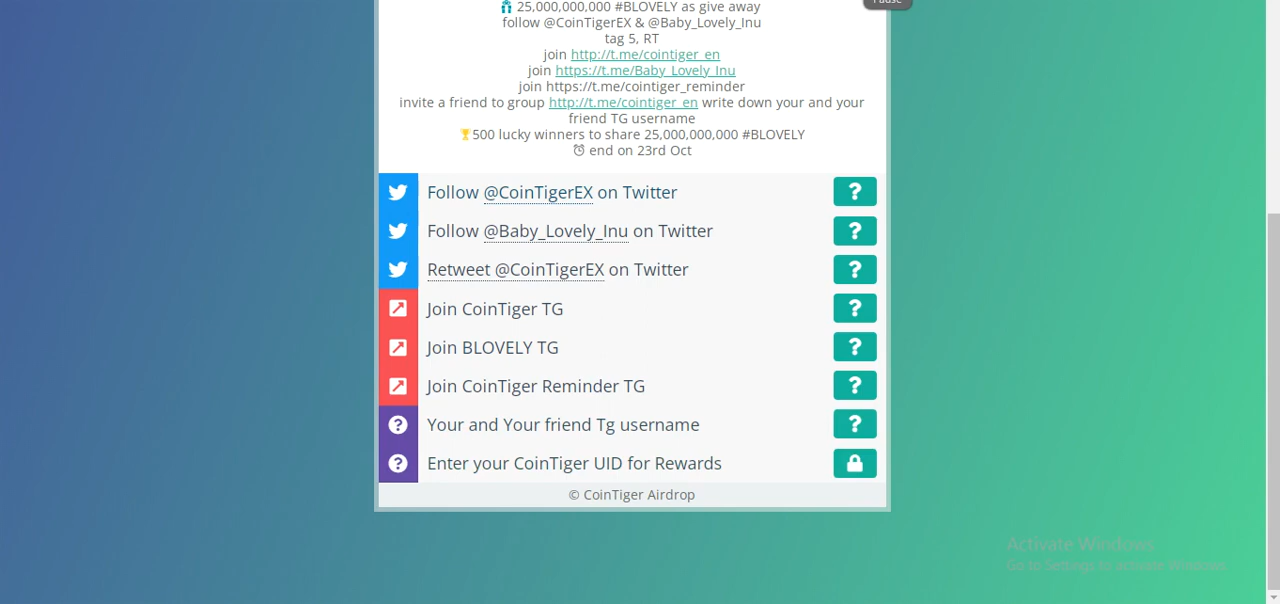 25,000,000,000 #BLOVELY as give away
follow @CoinTigerEX & @Baby_Lovely_Inu
tag 5, RT
join http://t.me/cointiger_en
join https://t.me/Baby_Lovely_Inu
join https://t.me/cointiger_reminder
invite a friend to group http://t.me/cointiger_en write down your and your
friend TG username
🏆500 lucky winners to share 25,000,000,000 #BLOVELY
⏰ end on 23rd Oct
Follow @CoinTigerEX on Twitter
Follow @Baby_Lovely_Inu on Twitter
Retweet @CoinTigerEX on Twitter
Join CoinTiger TG
Join BLOVELY TG
Join CoinTiger Reminder TG
Your and Your friend Tg username
Enter your CoinTiger UID for Rewards
© CoinTiger Airdrop
Activate Windows
Go to Settings to activate Windows.